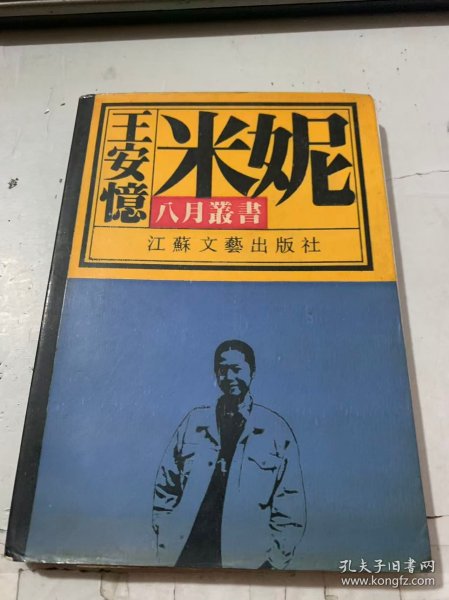 王安憶
米妮
八月叢書
江蘇文藝出版社
孔夫子旧书网
www.kongfz.com